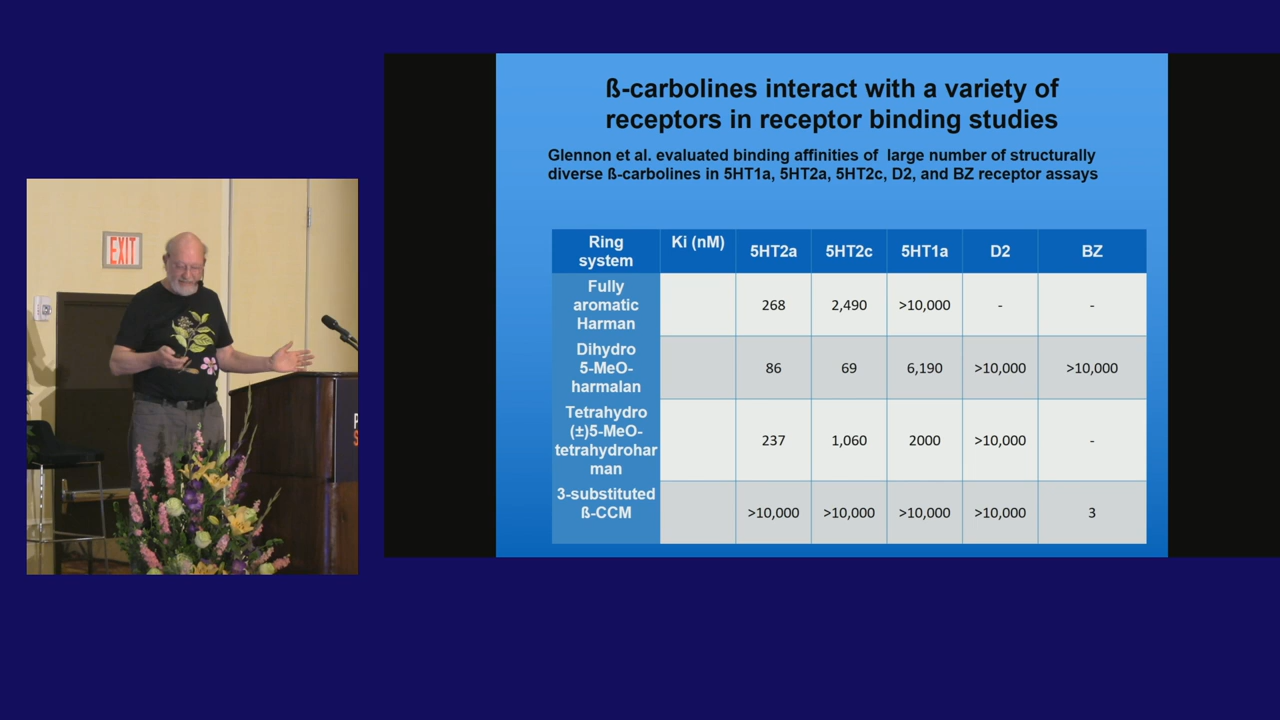 EXIT
ß-carbolines interact with a variety of
receptors in receptor binding studies
Glennon et al. evaluated binding affinities of large number of structurally
diverse ß-carbolines in 5HT1a, 5HT2a, 5HT2c, D2, and BZ receptor assays
Ring system Ki (nM) 5HT2a 5HT2c 5HT1a D2 BZ
Fully aromatic Harman 268 2,490 >10,000 - -
Dihydro 5-MeO-harmalan 86 69 6,190 >10,000 >10,000
Tetrahydro (±)5-MeO-tetrahydroharman 237 1,060 2000 >10,000 -
3-substituted ß-CCM >10,000 >10,000 >10,000 >10,000 3